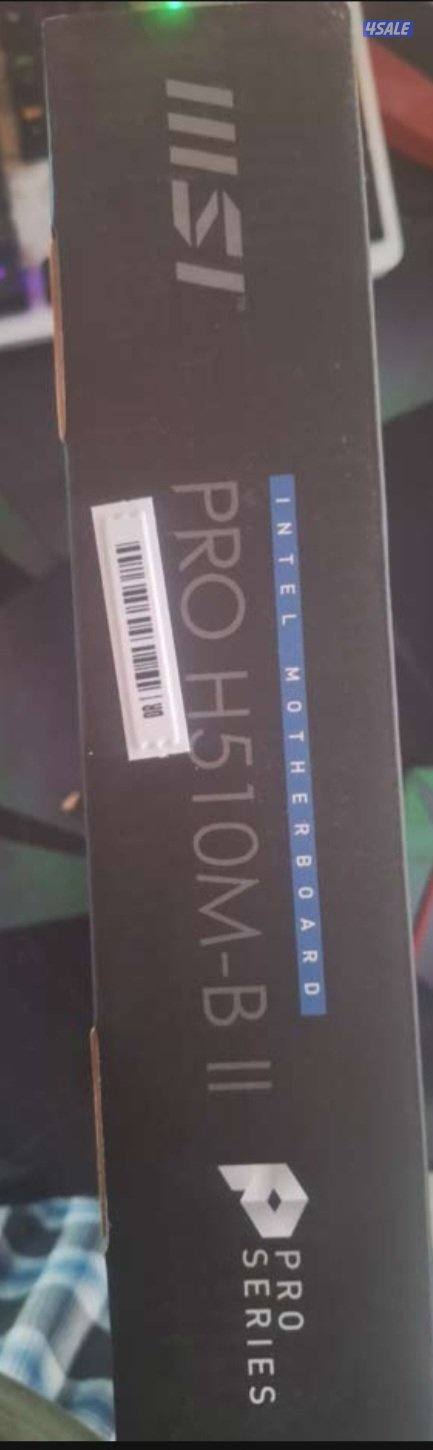 4SALE
msi
INTEL MOTHERBOARD
PRO H510M-B II
PRO
SERIES